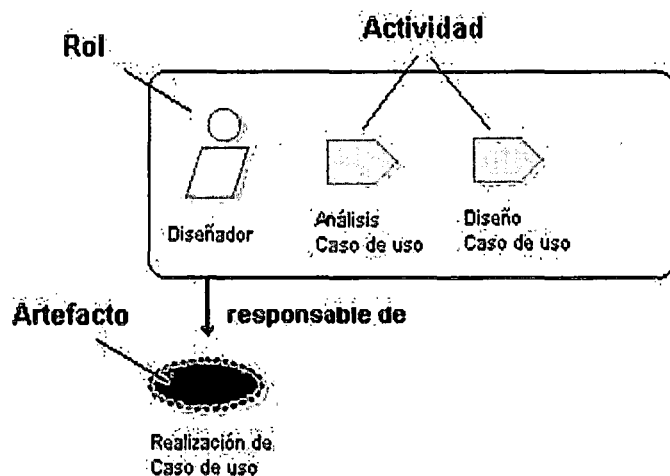 Actividad
Rol
Diseñador
Análisis
Caso de uso
Diseño
Caso de uso
Artefacto
responsable de
Realización de
Caso de uso